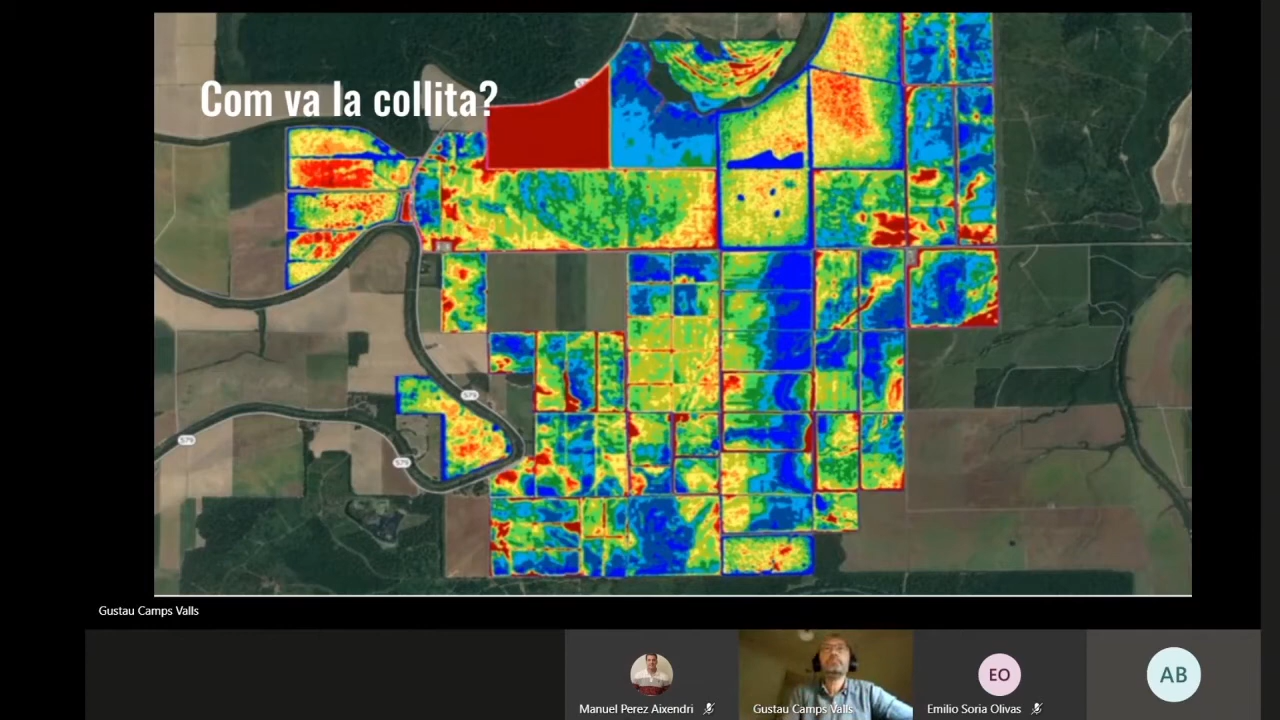 Com va la collita?
579
579
579
Gustau Camps Valls
Manuel Perez Aixendri
Gustau Camps Valls
EO
Emilio Soria Olivas
AB